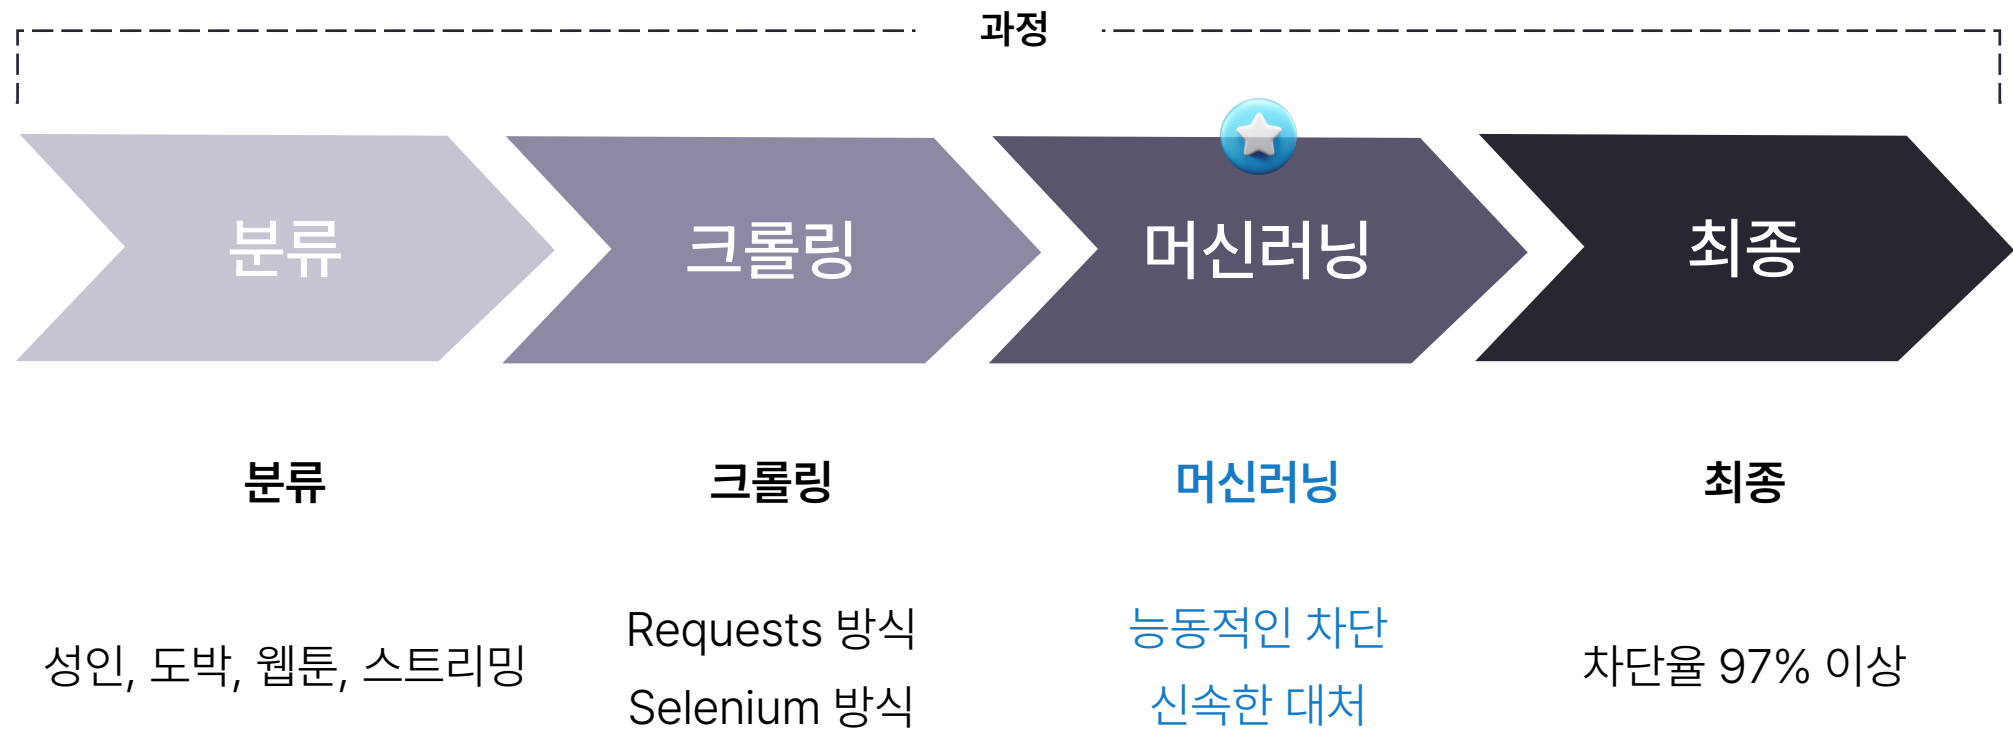 과정
분류
크롤링
머신러닝
최종
분류
크롤링
머신러닝
최종
성인, 도박, 웹툰, 스트리밍
Requests 방식
Selenium 방식
능동적인 차단
신속한 대처
차단율 97% 이상